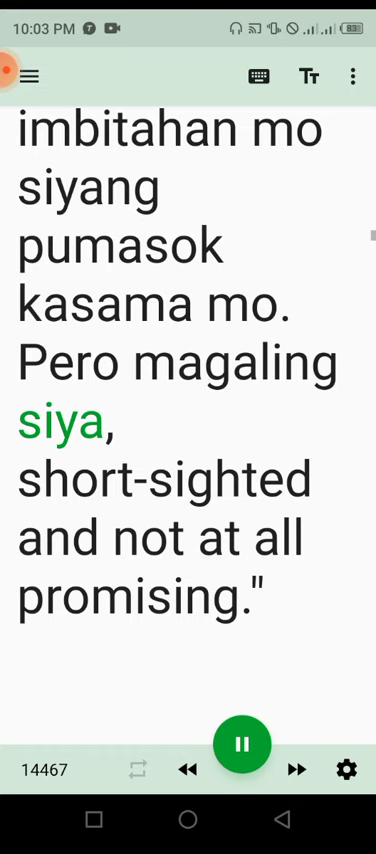 10:03 PM
83
imbitahan mo
siyang
pumasok
kasama mo.
Pero magaling
siya,
short-sighted
and not at all
promising."
14467